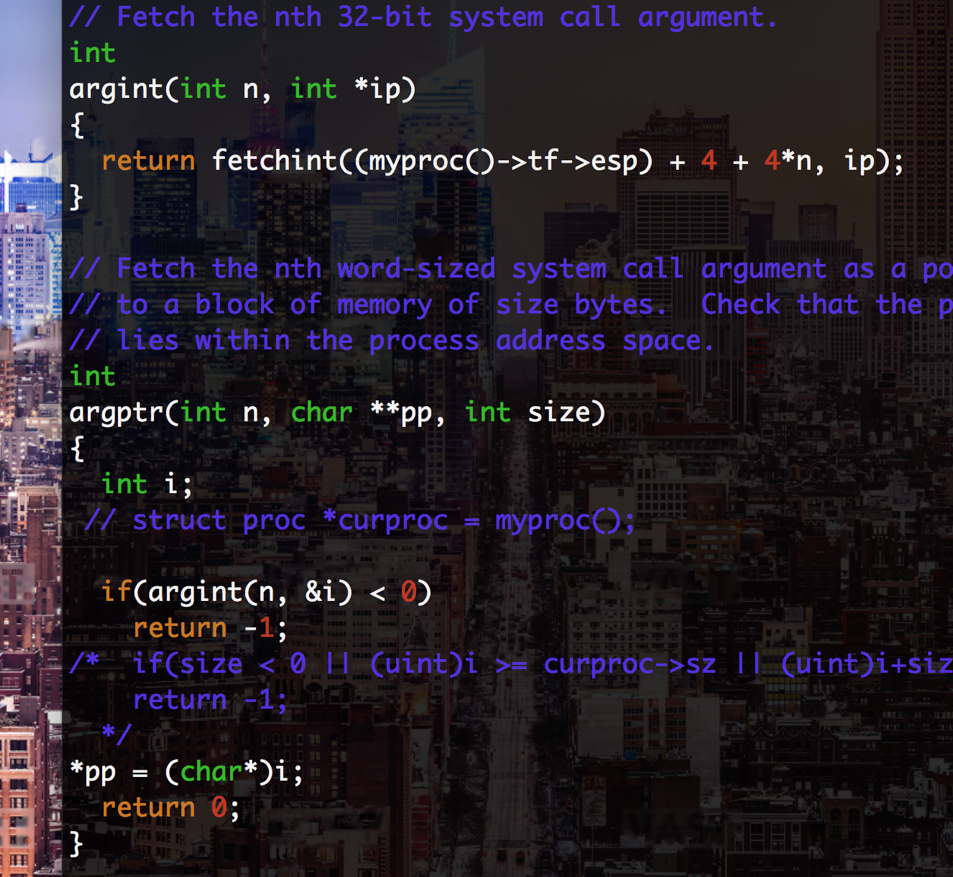 // Fetch the nth 32-bit system call argument.
int
argint(int n, int *ip)
{
  return fetchint((myproc()->tf->esp) + 4 + 4*n, ip);
}

// Fetch the nth word-sized system call argument as a po
// to a block of memory of size bytes.  Check that the p
// lies within the process address space.
int
argptr(int n, char **pp, int size)
{
  int i;
 // struct proc *curproc = myproc();

  if(argint(n, &i) < 0)
    return -1;
/*  if(size < 0 || (uint)i >= curproc->sz || (uint)i+siz
    return -1;
  */
*pp = (char*)i;
  return 0;
}